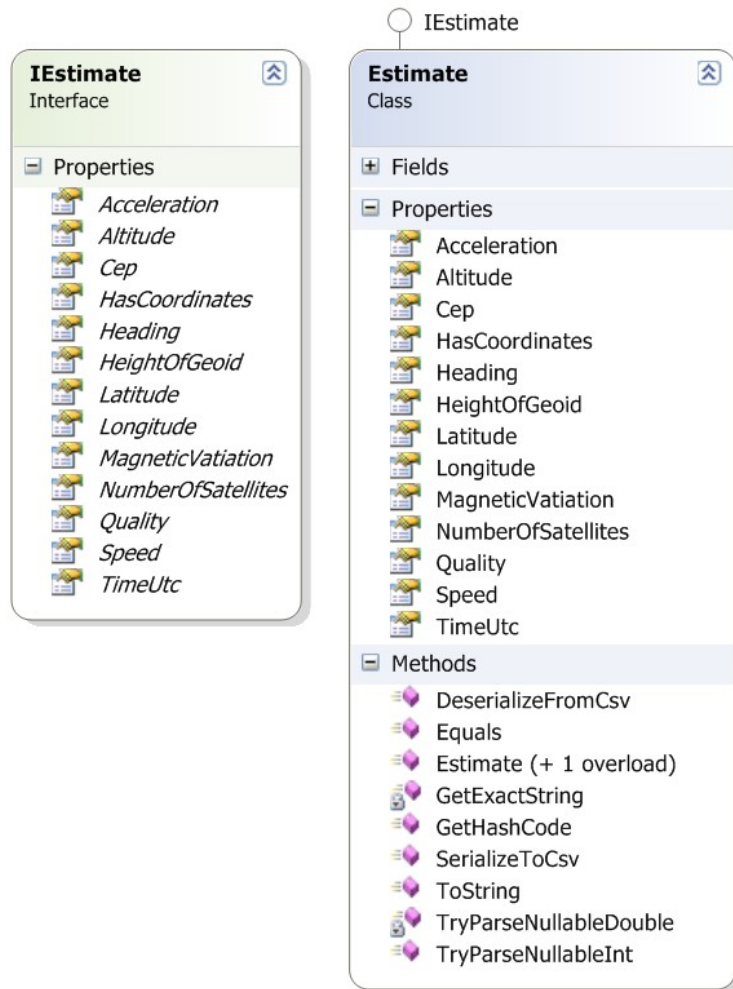 IEstimate
Interface
Properties
Acceleration
Altitude
Cep
HasCoordinates
Heading
HeightOfGeoid
Latitude
Longitude
MagneticVatiation
NumberOfSatellites
Quality
Speed
TimeUtc
IEstimate
Estimate
Class
Fields
Properties
Acceleration
Altitude
Cep
HasCoordinates
Heading
HeightOfGeoid
Latitude
Longitude
MagneticVatiation
NumberOfSatellites
Quality
Speed
TimeUtc
Methods
DeserializeFromCsv
Equals
Estimate (+ 1 overload)
GetExactString
GetHashCode
SerializeToCsv
ToString
TryParseNullableDouble
TryParseNullableInt